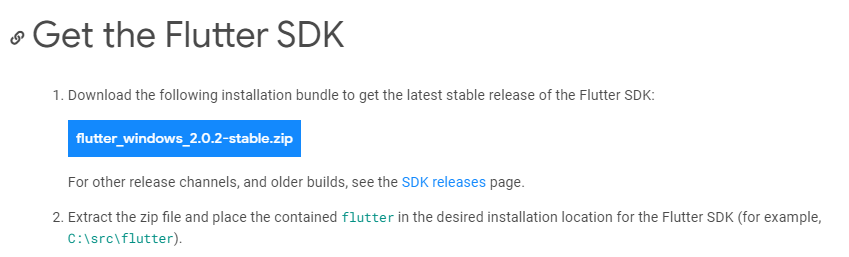 Get the Flutter SDK
1. Download the following installation bundle to get the latest stable release of the Flutter SDK:
flutter_windows_2.0.2-stable.zip
For other release channels, and older builds, see the SDK releases page.
2. Extract the zip file and place the contained flutter in the desired installation location for the Flutter SDK (for example,
C:\src\flutter).